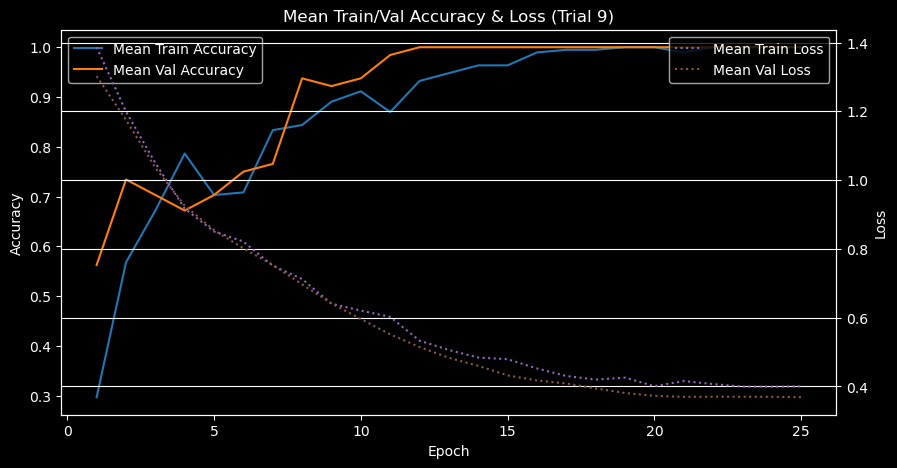 Mean Train/Val Accuracy & Loss (Trial 9)
Mean Train Accuracy
Mean Val Accuracy
Mean Train Loss
Mean Val Loss
1.0
0.9
0.8
0.7
0.6
0.5
0.4
0.3
Accuracy
1.4
1.2
1.0
0.8
0.6
0.4
Loss
0
5
10
15
20
25
Epoch